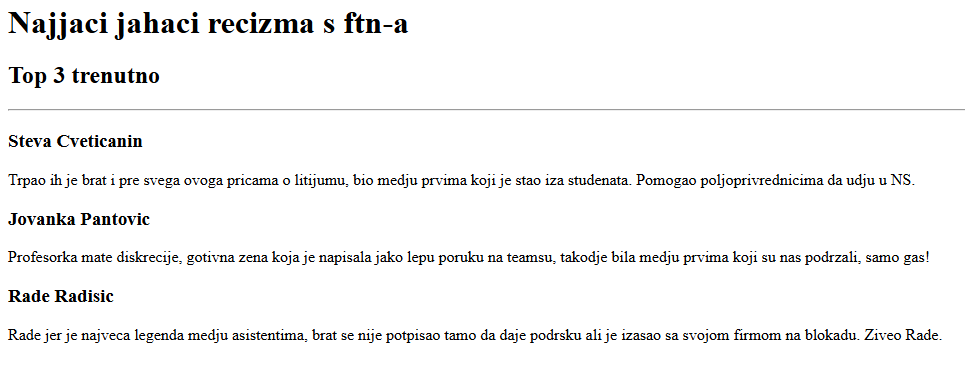 Najjaci jahaci recizma s ftn-a
Top 3 trenutno
Steva Cveticanin
Trpao ih je brat i pre svega ovoga pricama o litijumu, bio medju prvima koji je stao iza studenata. Pomogao poljoprivrednicima da udju u NS.
Jovanka Pantovic
Profesorka mate diskrecije, gotivna zena koja je napisala jako lepu poruku na teamsu, takodje bila medju prvima koji su nas podrzali, samo gas!
Rade Radisic
Rade jer je najveca legenda medju asistentima, brat se nije potpisao tamo da daje podrsku ali je izasao sa svojom firmom na blokadu. Ziveo Rade.